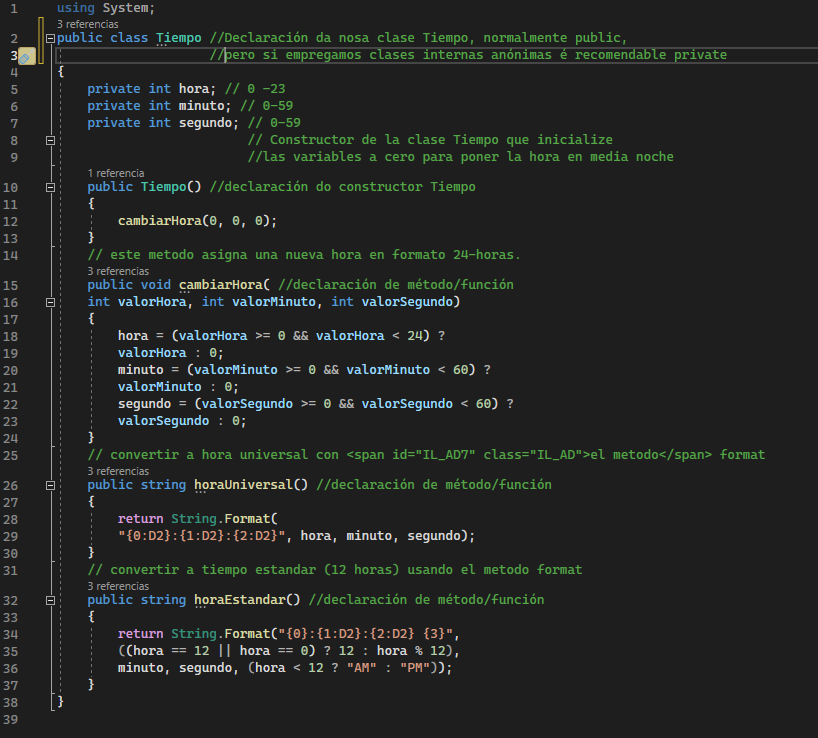 1 using System;
3 referencias
2 public class Tiempo //Declaración da nosa clase Tiempo, normalmente public,
3 //pero si empregamos clases internas anónimas é recomendable private
4 {
5 private int hora; // 0 -23
6 private int minuto; // 0-59
7 private int segundo; // 0-59
8 // Constructor de la clase Tiempo que inicialize
9 //las variables a cero para poner la hora en media noche
1 referencia
10 public Tiempo() //declaración do constructor Tiempo
11 {
12 cambiarHora(0, 0, 0);
13 }
14 // este metodo asigna una nueva hora en formato 24-horas.
3 referencias
15 public void cambiarHora( //declaración de método/función
16 int valorHora, int valorMinuto, int valorSegundo)
17 {
18 hora = (valorHora >= 0 && valorHora < 24) ?
19 valorHora : 0;
20 minuto = (valorMinuto >= 0 && valorMinuto < 60) ?
21 valorMinuto : 0;
22 segundo = (valorSegundo >= 0 && valorSegundo < 60) ?
23 valorSegundo : 0;
24 }
25 // convertir a hora universal con <span id="IL_AD7" class="IL_AD">el metodo</span> format
3 referencias
26 public string horaUniversal() //declaración de método/función
27 {
28 return String.Format(
29 "{0:D2}:{1:D2}:{2:D2}", hora, minuto, segundo);
30 }
31 // convertir a tiempo estandar (12 horas) usando el metodo format
3 referencias
32 public string horaEstandar() //declaración de método/función
33 {
34 return String.Format("{0}:{1:D2}:{2:D2} {3}",
35 ((hora == 12 || hora == 0) ? 12 : hora % 12),
36 minuto, segundo, (hora < 12 ? "AM" : "PM"));
37 }
38 }
39